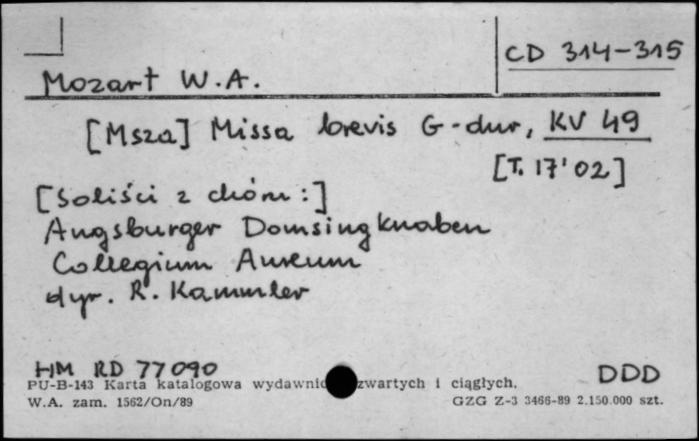 CD 314-315
Mozart W.A.
[Msza] Missa brevis G-dur, KV 49
[T. 17'02]
[Soliści z chóru:]
Augsburger Domsingknaben
Collegium Aureum
dyr. R. Kammler
HM RD 77090 DDD
PU-B-143 Karta katalogowa zwartych i ciągłych.
W.A. zam. 1562/On/89 GZG Z-3 3466-89 2.150.000 szt.